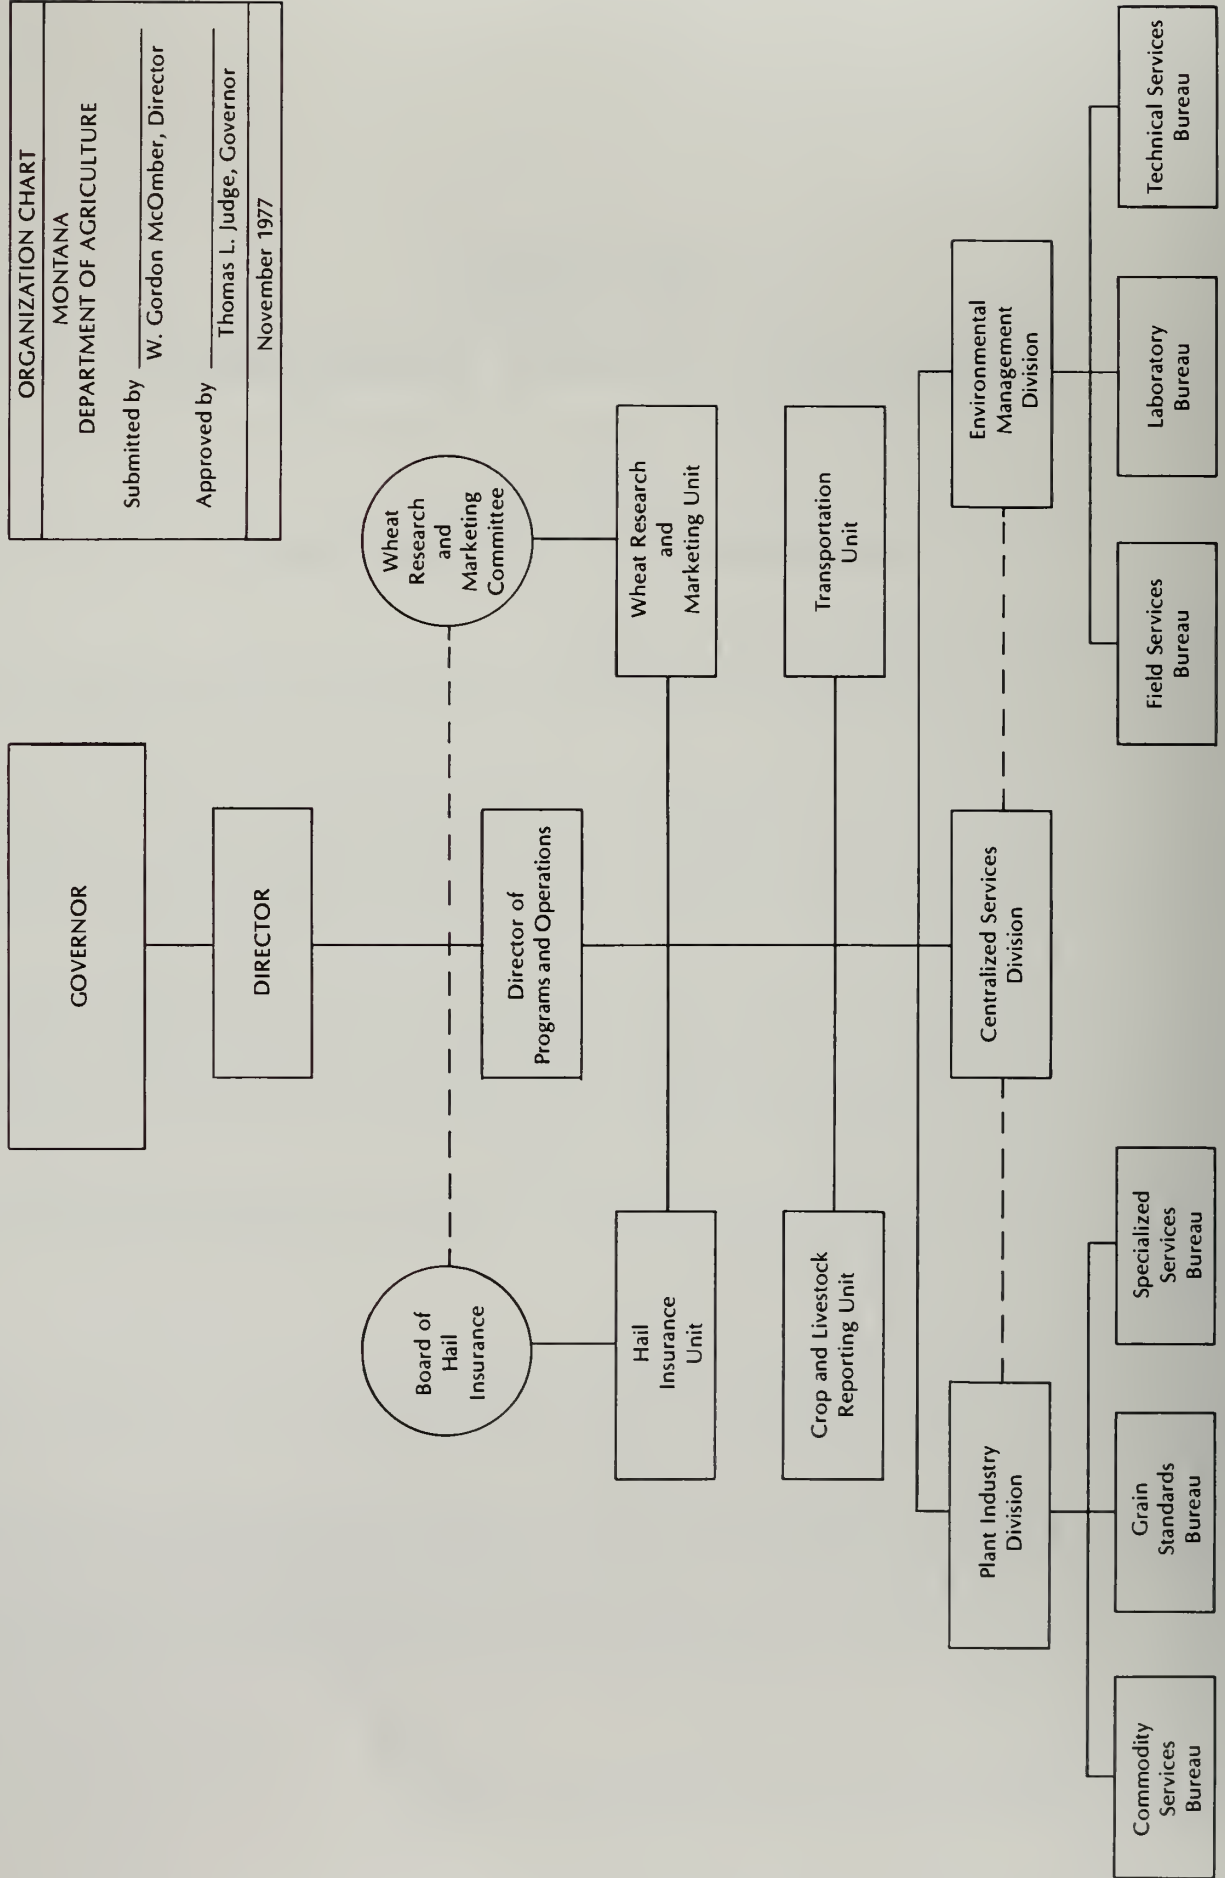 ORGANIZATION CHART
MONTANA
DEPARTMENT OF AGRICULTURE
Submitted by
W. Gordon McOmber, Director
Approved by
Thomas L. Judge, Governor
November 1977
GOVERNOR
DIRECTOR
Board of
Hail
Insurance
Wheat
Research
and
Marketing
Committee
Director of
Programs and Operations
Hail
Insurance
Unit
Wheat Research
and
Marketing Unit
Crop and Livestock
Reporting Unit
Transportation
Unit
Plant Industry
Division
Centralized Services
Division
Environmental
Management
Division
Commodity
Services
Bureau
Grain
Standards
Bureau
Specialized
Services
Bureau
Field Services
Bureau
Laboratory
Bureau
Technical Services
Bureau